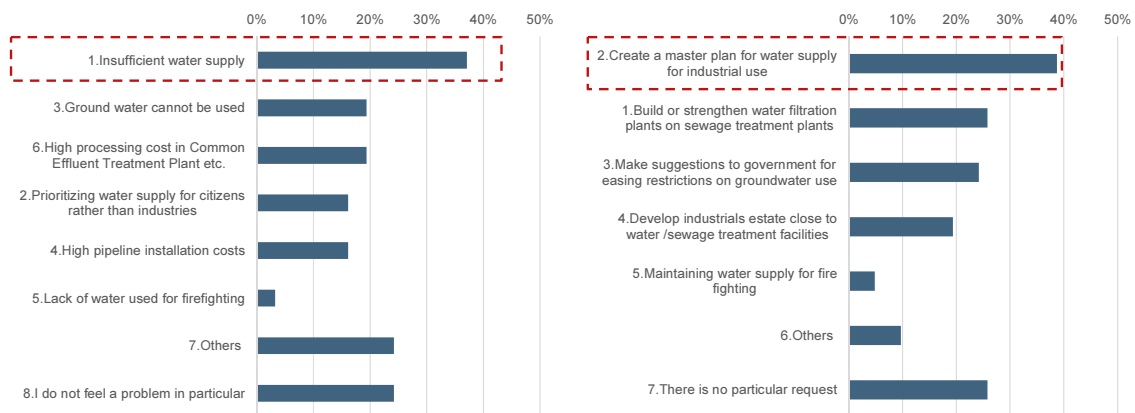 0% 10% 20% 30% 40% 50%
1.Insufficient water supply
3.Ground water cannot be used
6.High processing cost in Common
Effluent Treatment Plant etc.
2.Prioritizing water supply for citizens
rather than industries
4.High pipeline installation costs
5.Lack of water used for firefighting
7.Others
8.I do not feel a problem in particular
0% 10% 20% 30% 40% 50%
2.Create a master plan for water supply
for industrial use
1.Build or strengthen water filtration
plants on sewage treatment plants
3.Make suggestions to government for
easing restrictions on groundwater use
4.Develop industrials estate close to
water /sewage treatment facilities
5.Maintaining water supply for fire
fighting
6.Others
7.There is no particular request